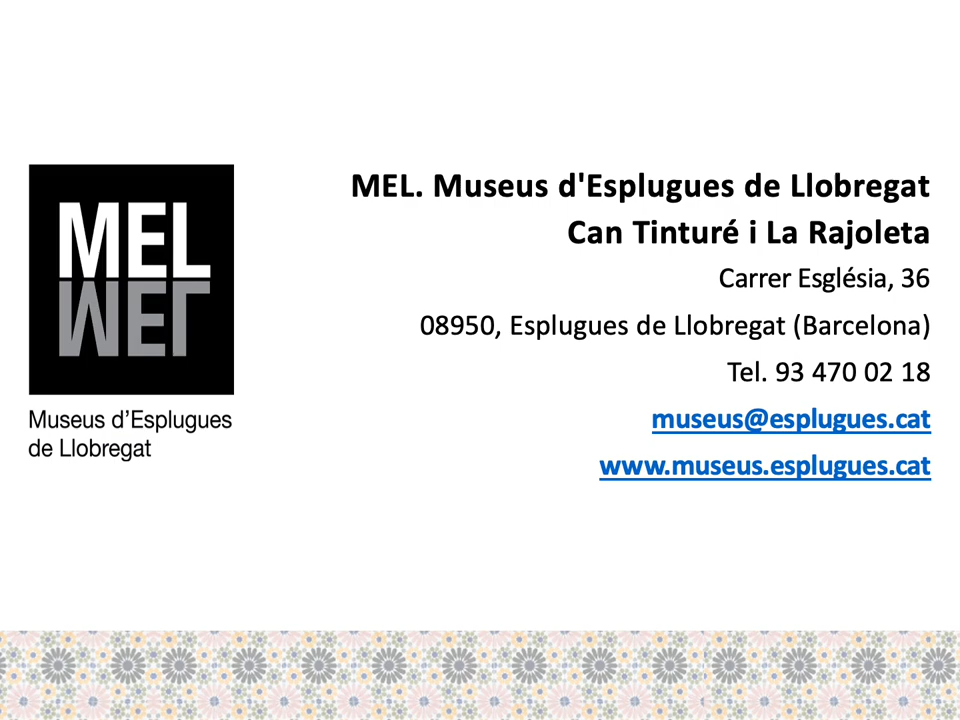 MEL
Museus d’Esplugues
de Llobregat
MEL. Museus d'Esplugues de Llobregat
Can Tinturé i La Rajoleta
Carrer Església, 36
08950, Esplugues de Llobregat (Barcelona)
Tel. 93 470 02 18
museus@esplugues.cat
www.museus.esplugues.cat